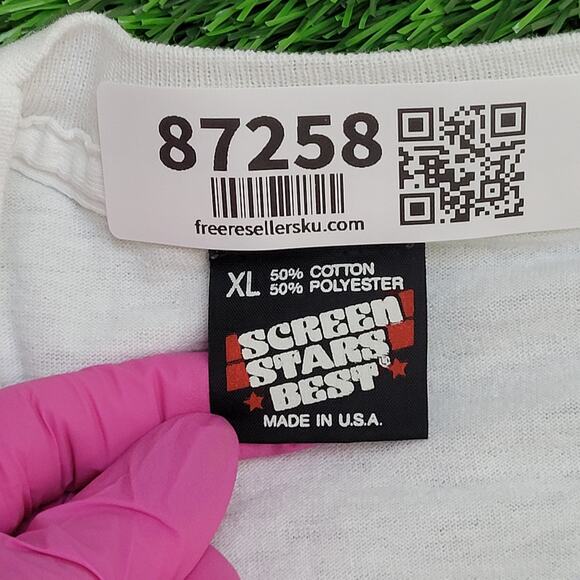 87258
freeresellersku.com
XL 50% COTTON
50% POLYESTER
SCREEN
STARS
BEST®
MADE IN U.S.A.